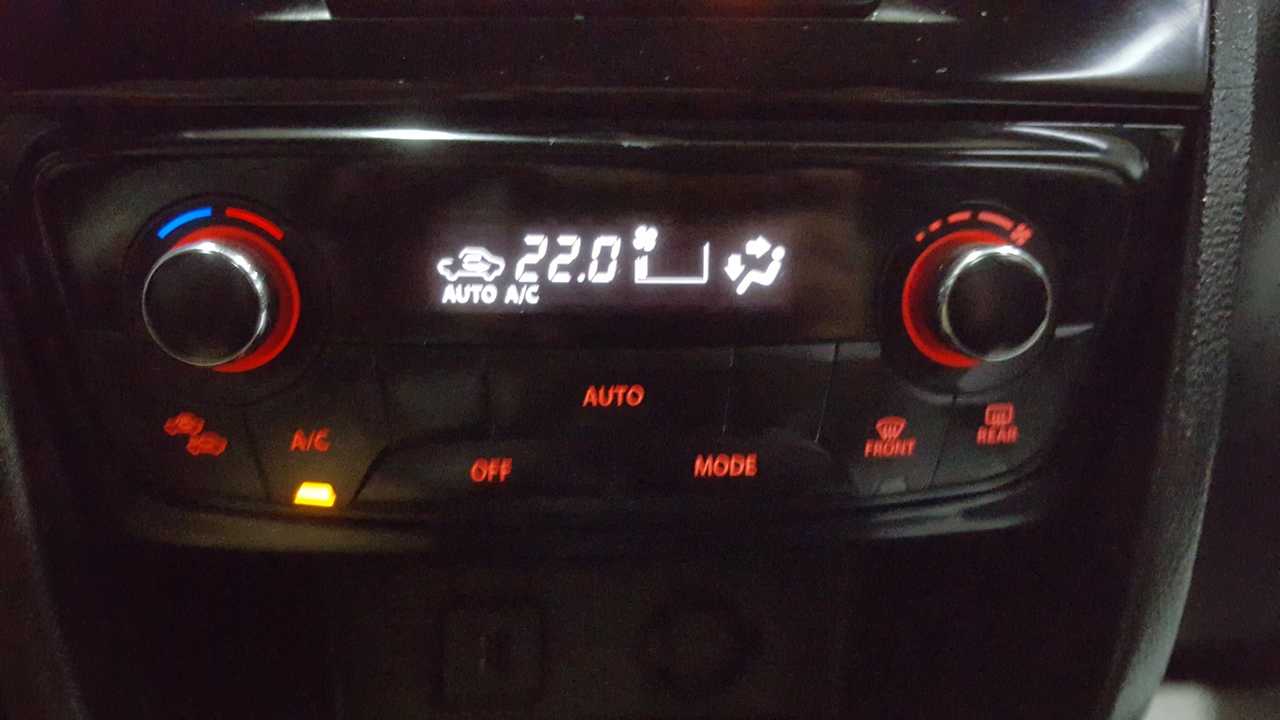 22.0
AUTO A/C
AUTO
A/C
OFF
MODE
FRONT
REAR